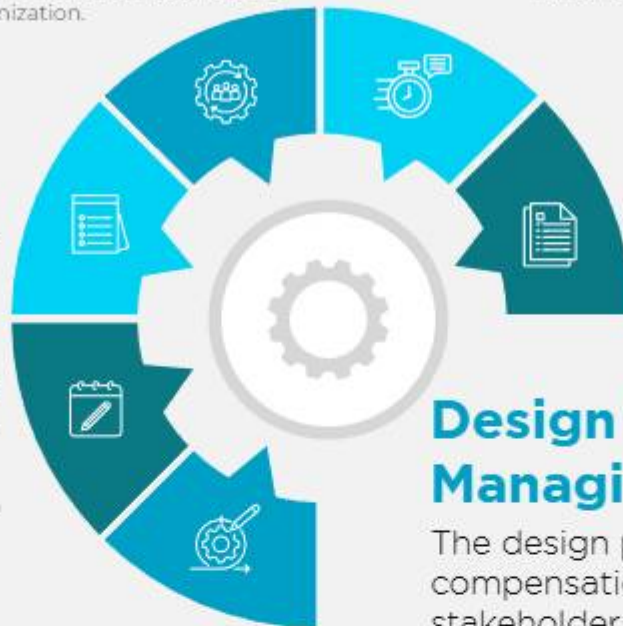 nization.
Design
Managi
The design p
compensatio
stakeholder